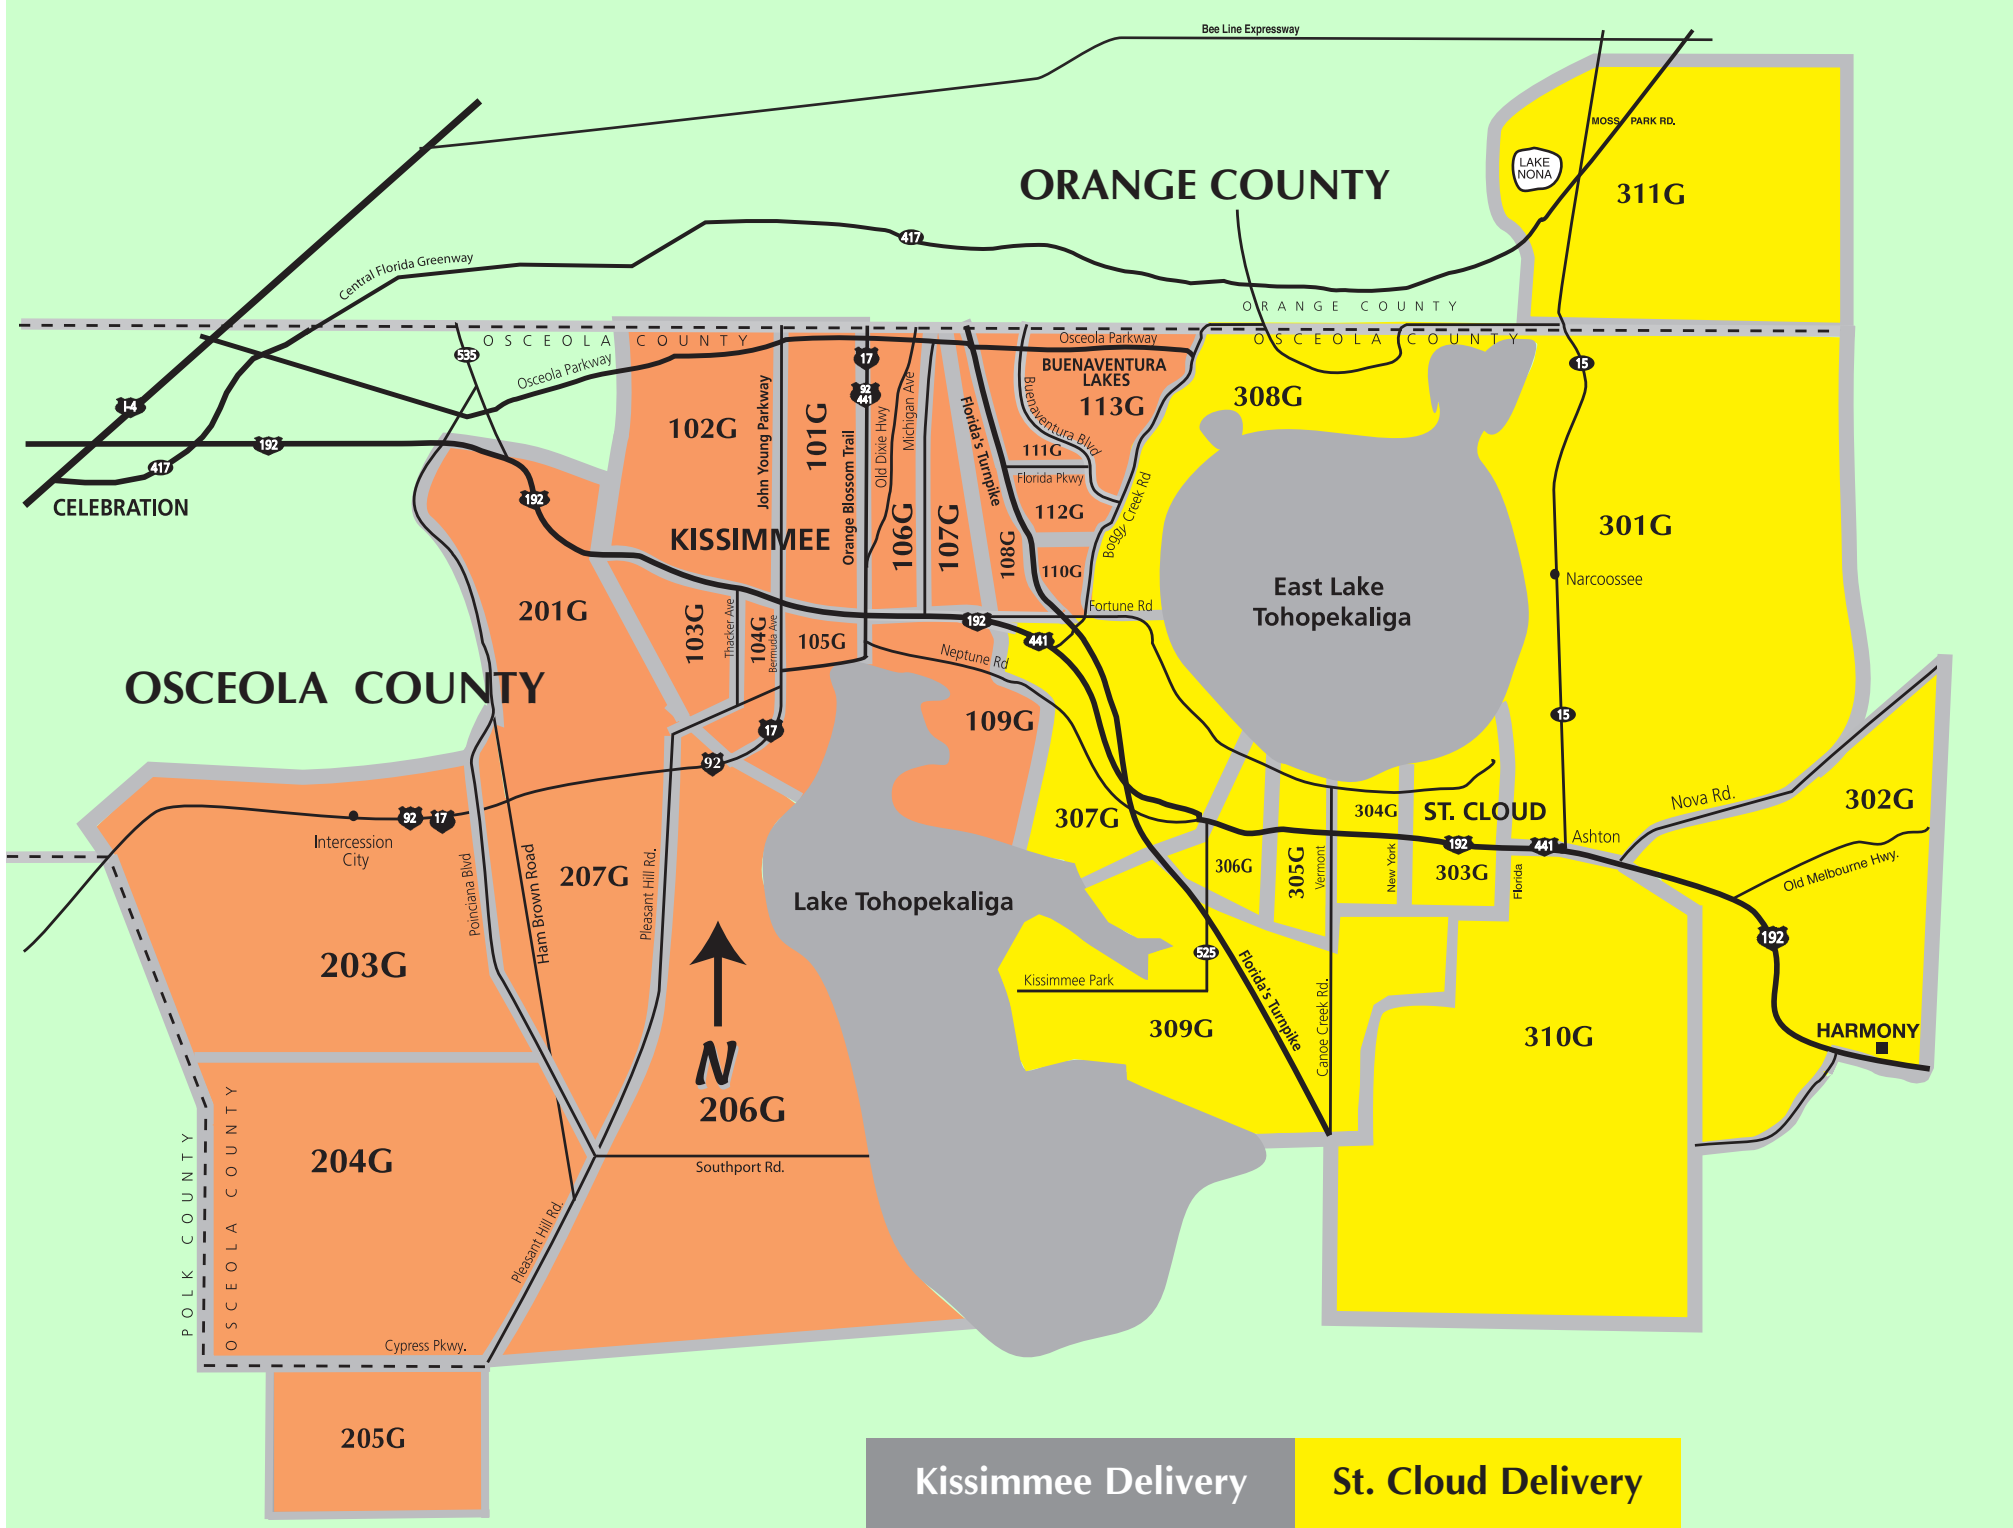 Bee Line Expressway
MOSS PARK RD.
LAKE
NONA
311G
ORANGE COUNTY
417
Central Florida Greenway
ORANGE COUNTY
OSCEOLA COUNTY
OSCEOLA COUNTY
535
Osceola Parkway
Osceola Parkway
17
92
441
15
I-4
192
417
CELEBRATION
BUENAVENTURA
LAKES
113G
308G
102G
John Young Parkway
101G
Orange Blossom Trail
Old Dixie Hwy
Michigan Ave
Florida's Turnpike
Buenaventura Blvd
111G
Florida Pkwy
112G
Boggy Creek Rd
192
KISSIMMEE
106G
107G
108G
110G
301G
Narcoossee
East Lake
Tohopekaliga
Fortune Rd
201G
103G
Thacker Ave
104G
Bermuda Ave
105G
192
441
Neptune Rd
OSCEOLA COUNTY
109G
17
92
15
307G
304G
ST. CLOUD
Nova Rd.
302G
92
17
Intercession
City
192
441
Ashton
306G
305G
Vermont
New York
303G
Florida
Old Melbourne Hwy.
Poinciana Blvd
Ham Brown Road
207G
Pleasant Hill Rd.
Lake Tohopekaliga
192
203G
525
Kissimmee Park
Florida's Turnpike
Canoe Creek Rd.
309G
310G
HARMONY
N
206G
204G
Southport Rd.
POLK COUNTY
OSCEOLA COUNTY
Pleasant Hill Rd.
Cypress Pkwy.
205G
Kissimmee Delivery
St. Cloud Delivery